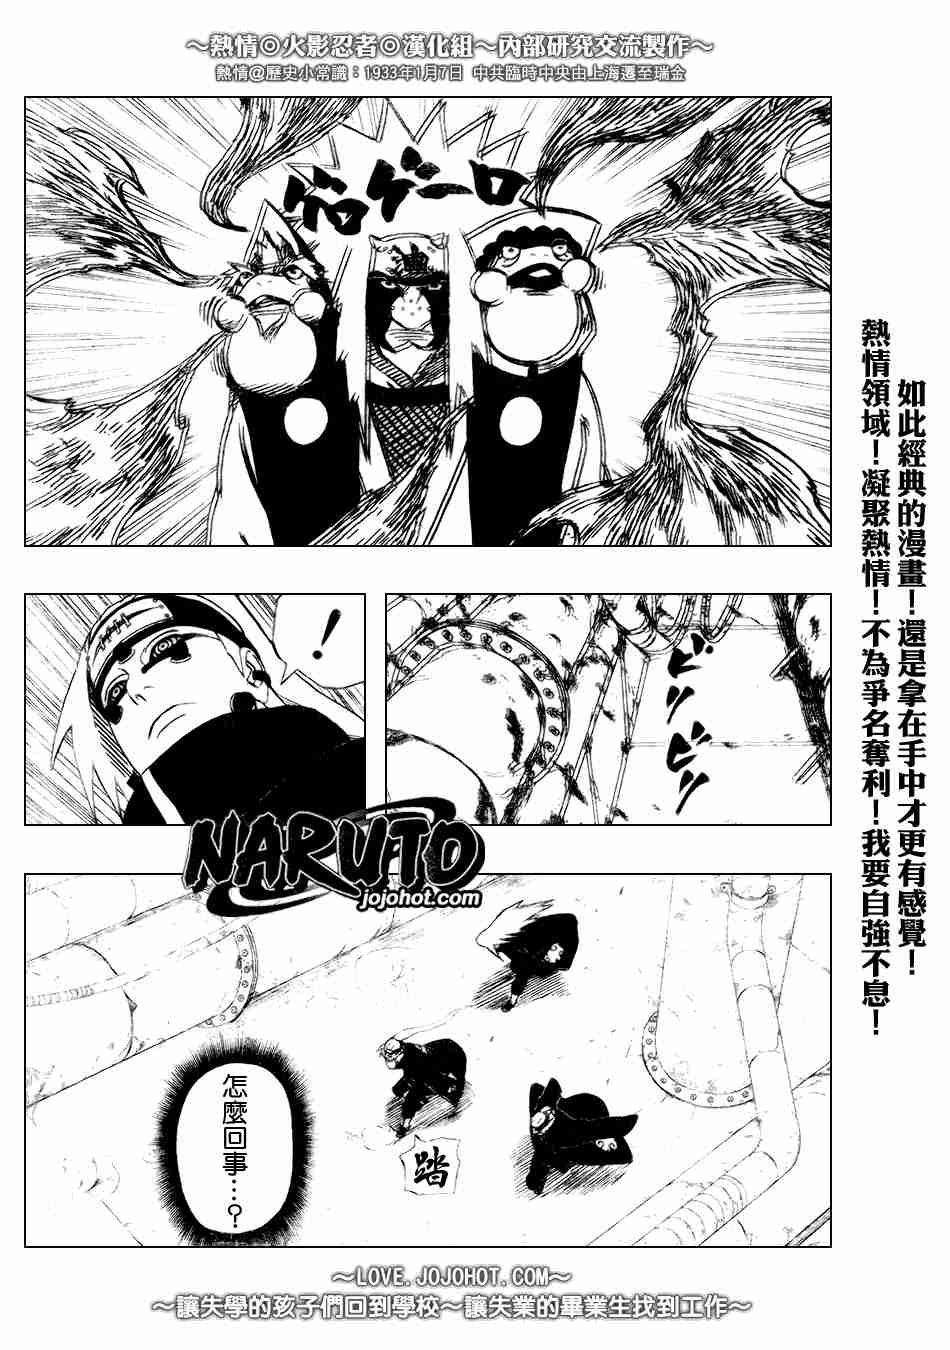 ～熱情◎火影忍者◎漢化組～內部研究交流製作～
熱情@歷史小常識：1933年1月7日 中共臨時中央由上海遷至瑞金
ゲロゲーロ
如此經典的漫畫！還是拿在手中才更有感覺！
熱情領域！凝聚熱情！不為爭名奪利！我要自強不息！
ビリ
ビリ
！
NARUTO
jojohot.com
踏
怎麼回事…？
～LOVE.JOJOHOT.COM～
～讓失學的孩子們回到學校～讓失業的畢業生找到工作～